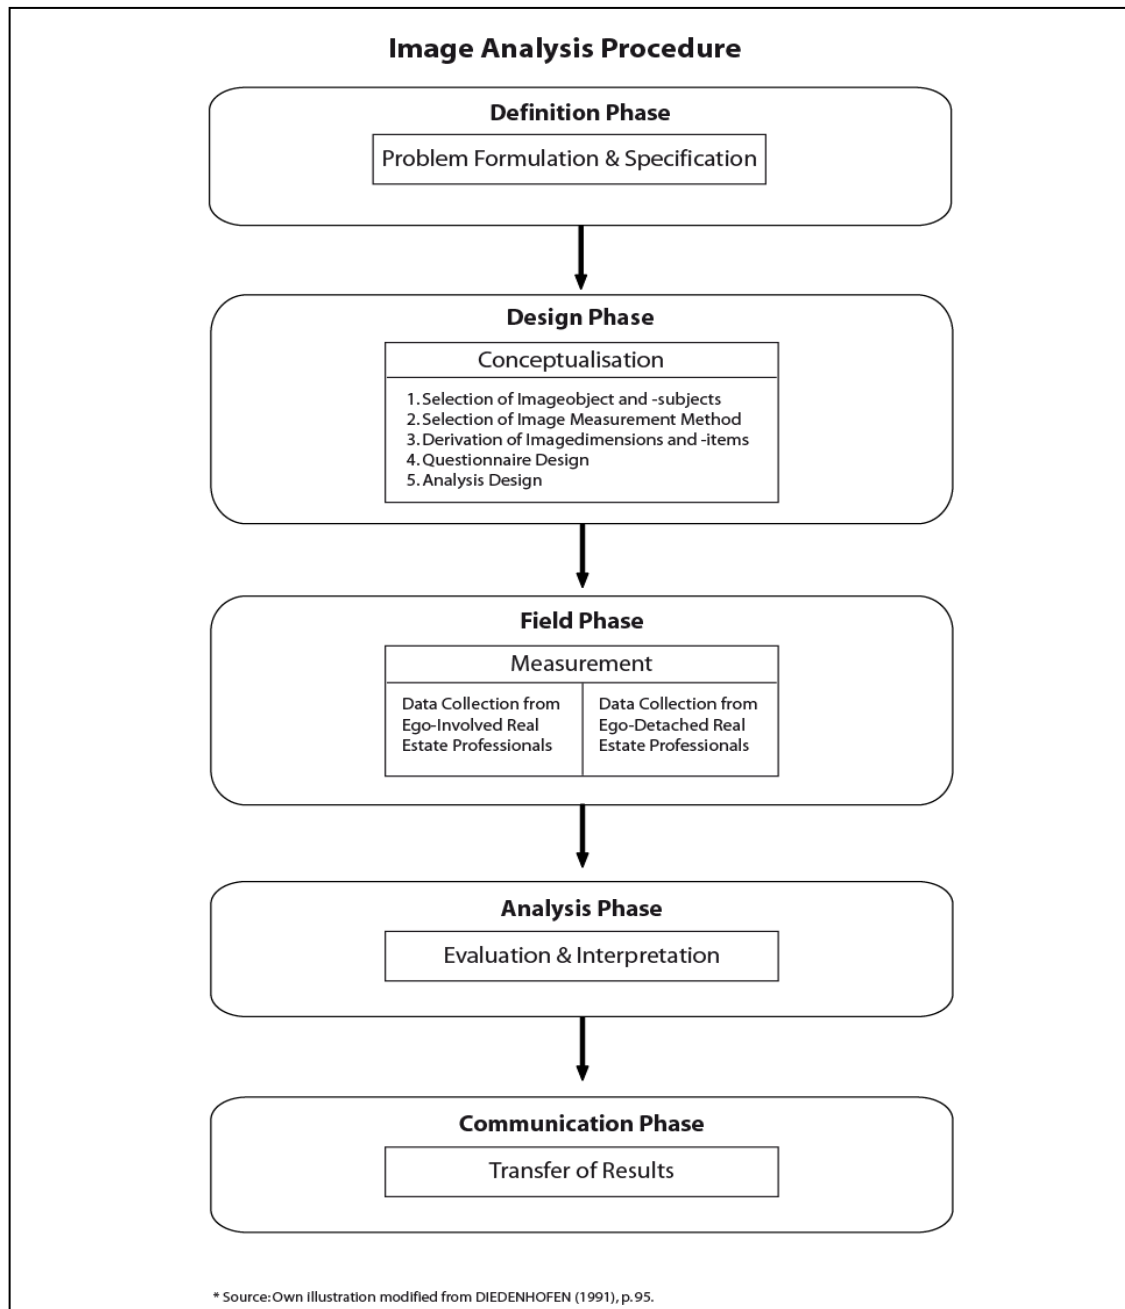 Image Analysis Procedure
Definition Phase
Problem Formulation & Specification
Design Phase
Conceptualisation
1. Selection of Imageobject and -subjects
2. Selection of Image Measurement Method
3. Derivation of Imagedimensions and -items
4. Questionnaire Design
5. Analysis Design
Field Phase
Measurement
Data Collection from
Ego-Involved Real
Estate Professionals
Data Collection from
Ego-Detached Real
Estate Professionals
Analysis Phase
Evaluation & Interpretation
Communication Phase
Transfer of Results
* Source: Own illustration modified from DIEDENHOFEN (1991), p. 95.